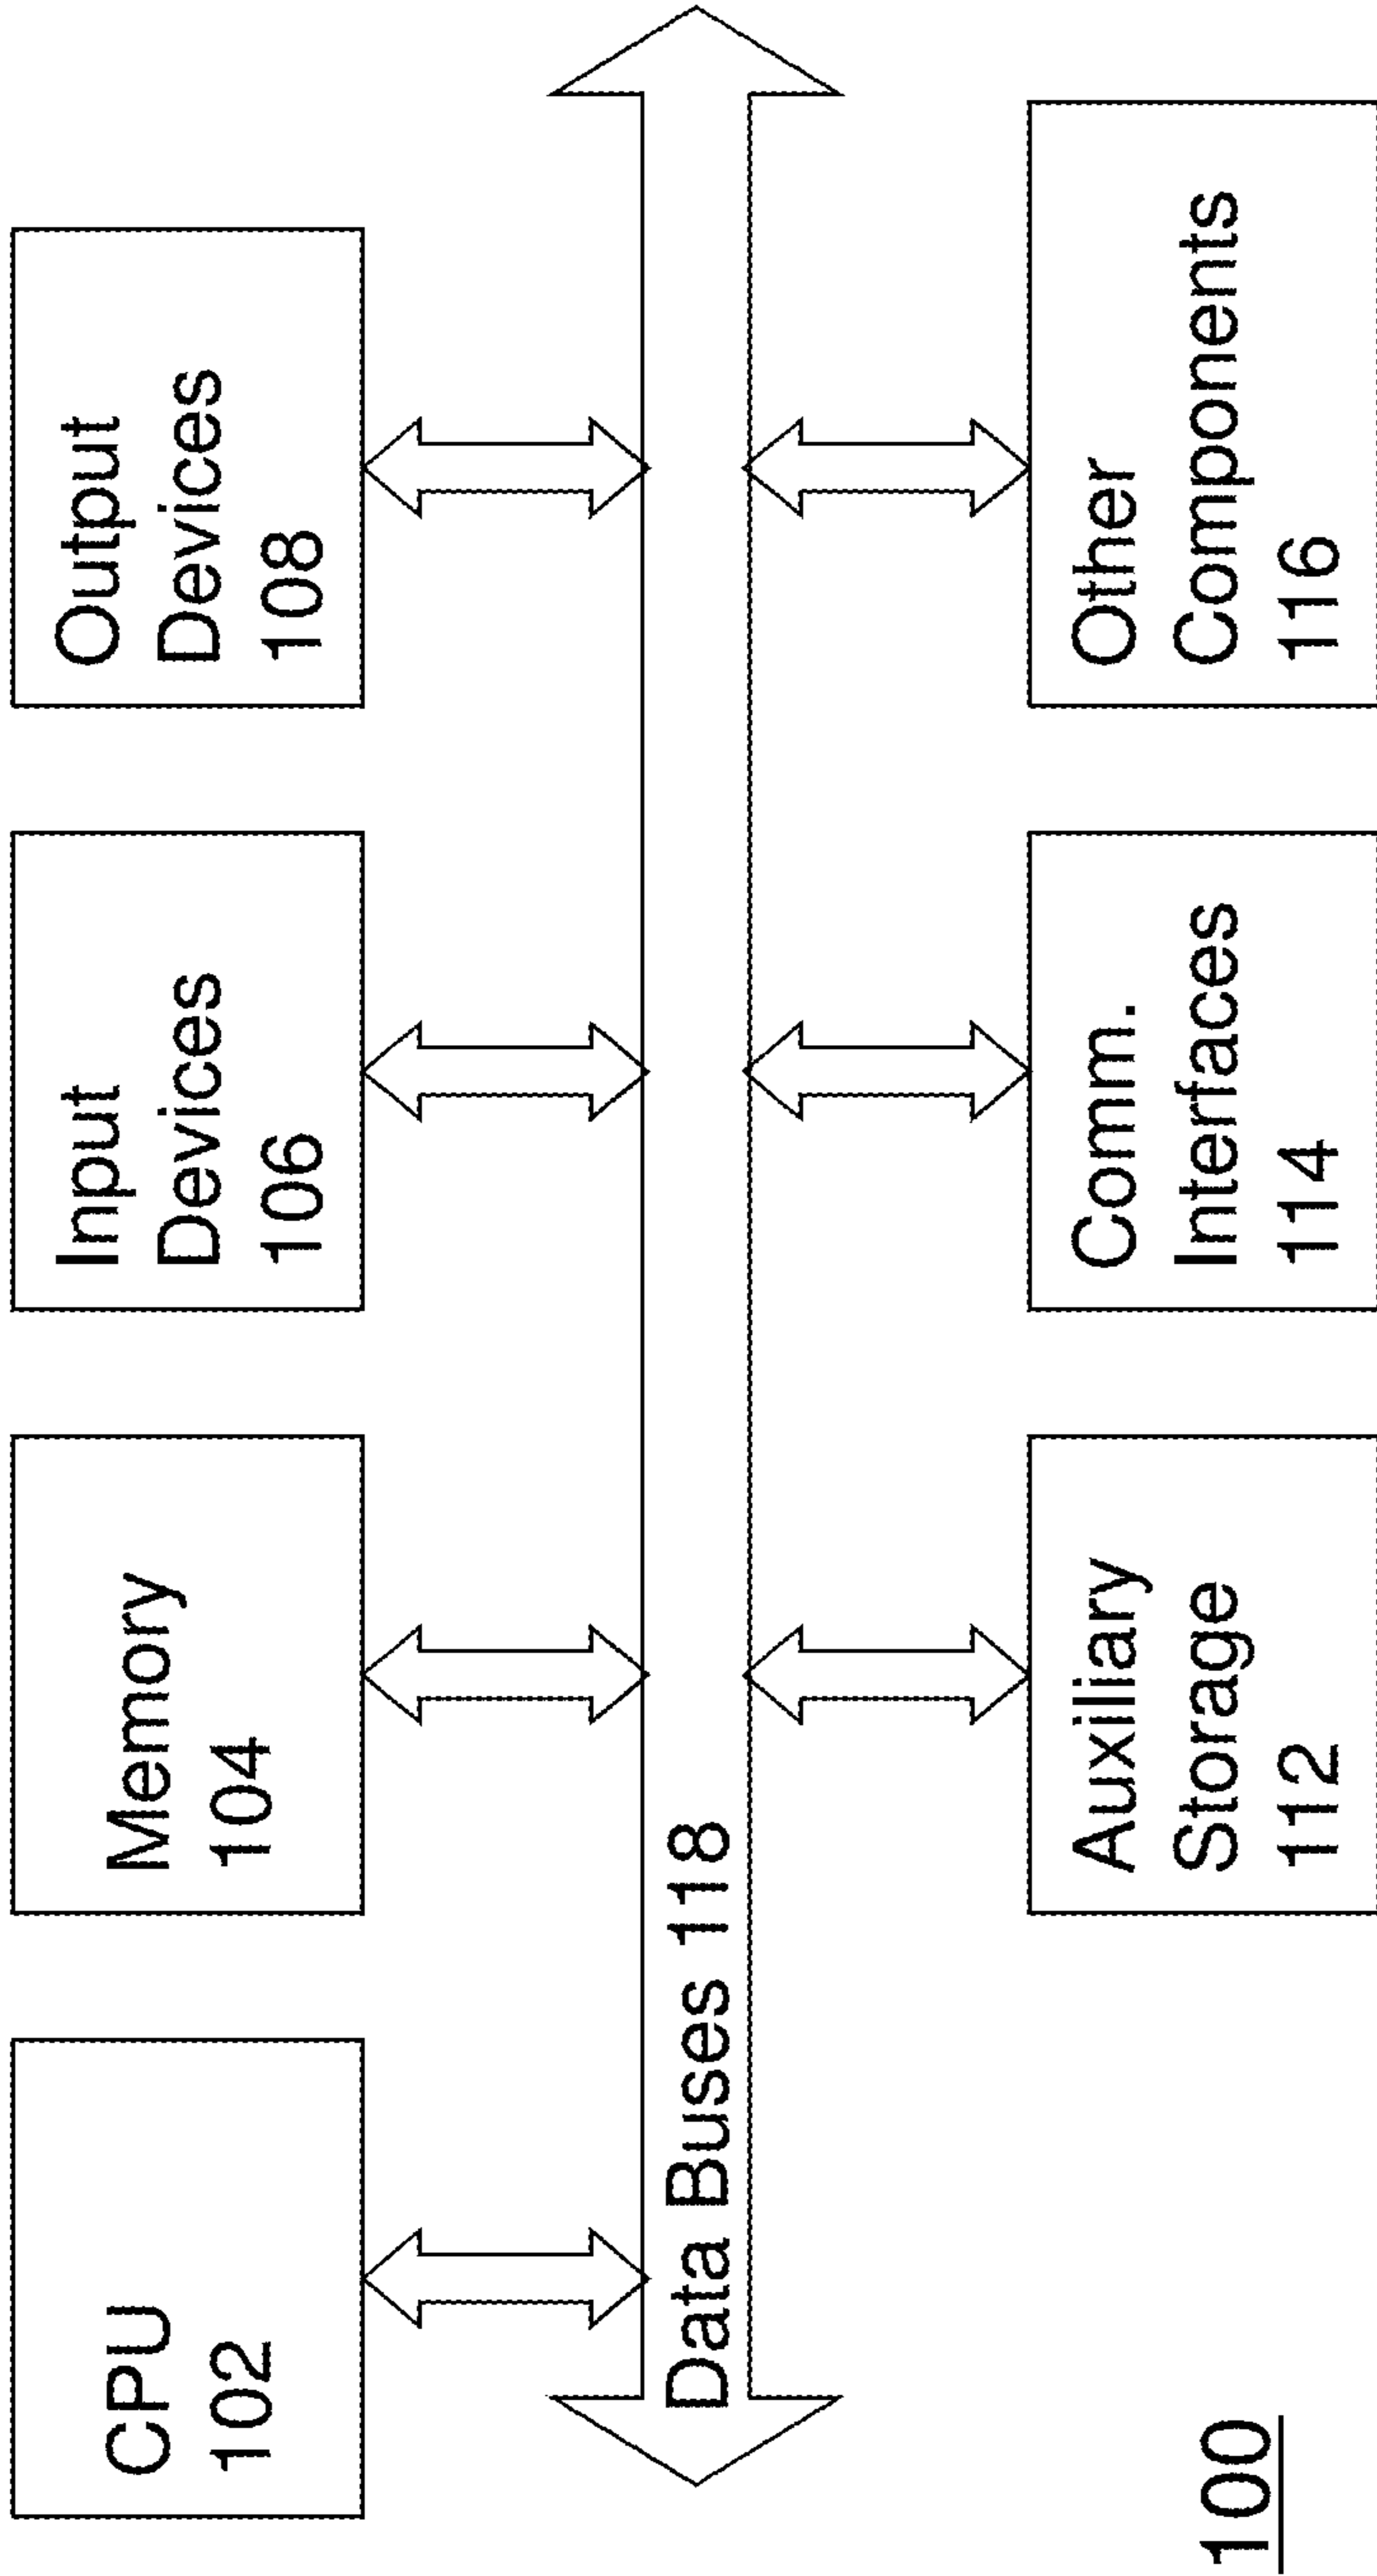 CPU
102
Memory
104
Input
Devices
106
Output
Devices
108
Data Buses 118
Auxiliary
Storage
112
Comm.
Interfaces
114
Other
Components
116
100